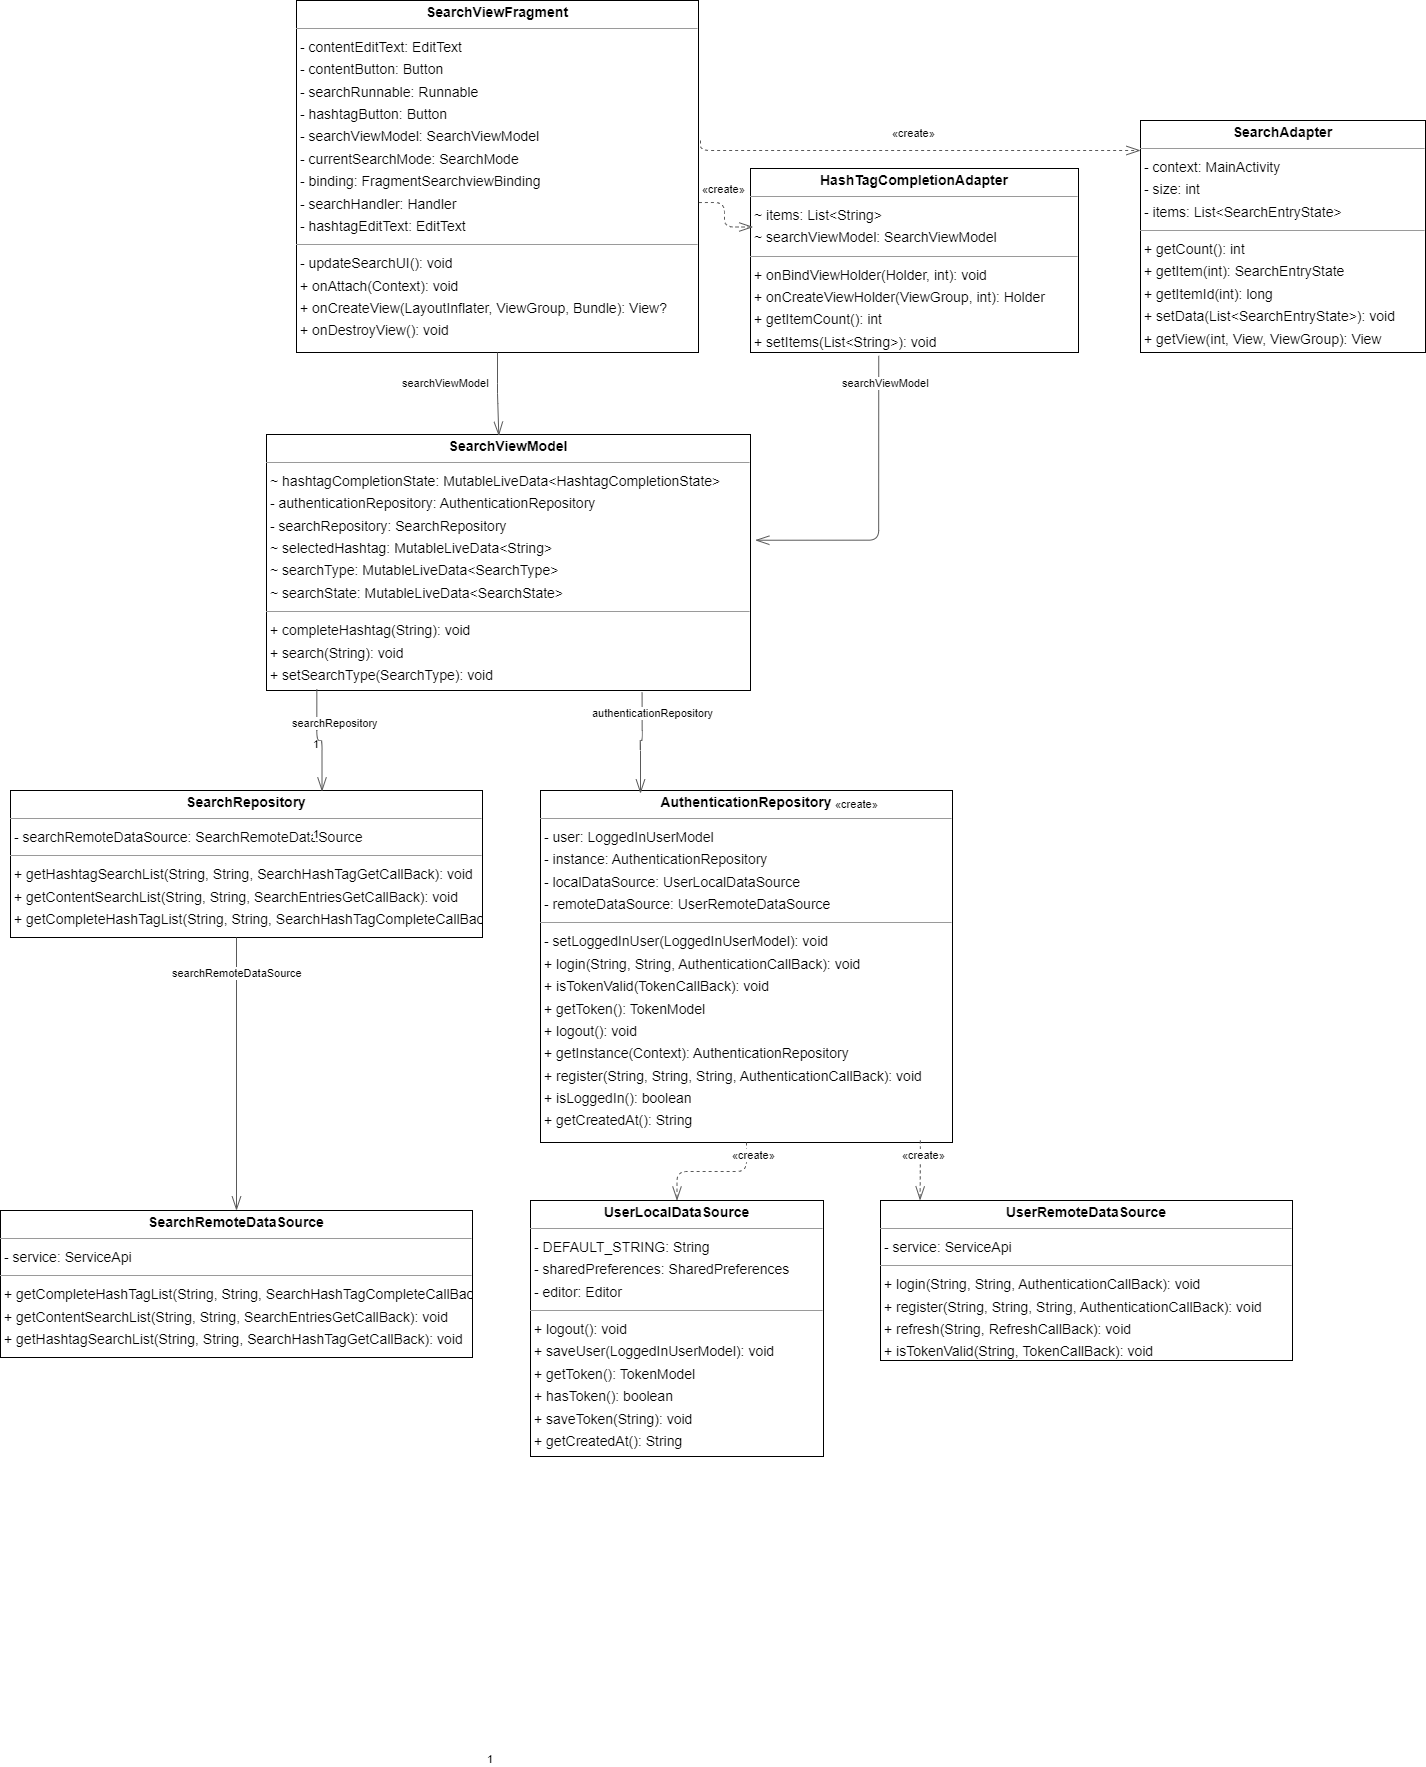 SearchViewFragment
- contentEditText: EditText
- contentButton: Button
- searchRunnable: Runnable
- hashtagButton: Button
- searchViewModel: SearchViewModel
- currentSearchMode: SearchMode
- binding: FragmentSearchviewBinding
- searchHandler: Handler
- hashtagEditText: EditText
- updateSearchUI(): void
+ onAttach(Context): void
+ onCreateView(LayoutInflater, ViewGroup, Bundle): View?
+ onDestroyView(): void
«create»
«create»
HashTagCompletionAdapter
~ items: List<String>
~ searchViewModel: SearchViewModel
+ onBindViewHolder(Holder, int): void
+ onCreateViewHolder(ViewGroup, int): Holder
+ getItemCount(): int
+ setItems(List<String>): void
SearchAdapter
- context: MainActivity
- size: int
- items: List<SearchEntryState>
+ getCount(): int
+ getItem(int): SearchEntryState
+ getItemId(int): long
+ setData(List<SearchEntryState>): void
+ getView(int, View, ViewGroup): View
searchViewModel
searchViewModel
SearchViewModel
~ hashtagCompletionState: MutableLiveData<HashtagCompletionState>
- authenticationRepository: AuthenticationRepository
- searchRepository: SearchRepository
~ selectedHashtag: MutableLiveData<String>
~ searchType: MutableLiveData<SearchType>
~ searchState: MutableLiveData<SearchState>
+ completeHashtag(String): void
+ search(String): void
+ setSearchType(SearchType): void
searchRepository
1
authenticationRepository
SearchRepository
- searchRemoteDataSource: SearchRemoteDataSource
1
+ getHashtagSearchList(String, String, SearchHashTagGetCallBack): void
+ getContentSearchList(String, String, SearchEntriesGetCallBack): void
+ getCompleteHashTagList(String, String, SearchHashTagCompleteCallBac
AuthenticationRepository «create»
- user: LoggedInUserModel
- instance: AuthenticationRepository
- localDataSource: UserLocalDataSource
- remoteDataSource: UserRemoteDataSource
- setLoggedInUser(LoggedInUserModel): void
+ login(String, String, AuthenticationCallBack): void
+ isTokenValid(TokenCallBack): void
+ getToken(): TokenModel
+ logout(): void
+ getInstance(Context): AuthenticationRepository
+ register(String, String, String, AuthenticationCallBack): void
+ isLoggedIn(): boolean
+ getCreatedAt(): String
searchRemoteDataSource
«create»
«create»
SearchRemoteDataSource
- service: ServiceApi
+ getCompleteHashTagList(String, String, SearchHashTagCompleteCallBac
+ getContentSearchList(String, String, SearchEntriesGetCallBack): void
+ getHashtagSearchList(String, String, SearchHashTagGetCallBack): void
UserLocalDataSource
- DEFAULT_STRING: String
- sharedPreferences: SharedPreferences
- editor: Editor
+ logout(): void
+ saveUser(LoggedInUserModel): void
+ getToken(): TokenModel
+ hasToken(): boolean
+ saveToken(String): void
+ getCreatedAt(): String
UserRemoteDataSource
- service: ServiceApi
+ login(String, String, AuthenticationCallBack): void
+ register(String, String, String, AuthenticationCallBack): void
+ refresh(String, RefreshCallBack): void
+ isTokenValid(String, TokenCallBack): void
1